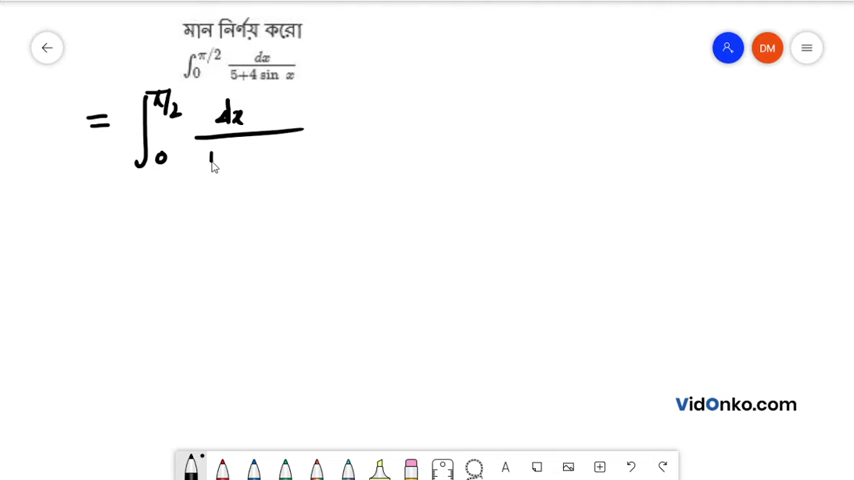 মান নির্ণয় করো
∫₀^{π/2} dx / (5+4 sin x)
= ∫₀^{π/2} dx /
DM
VidOnko.com
A